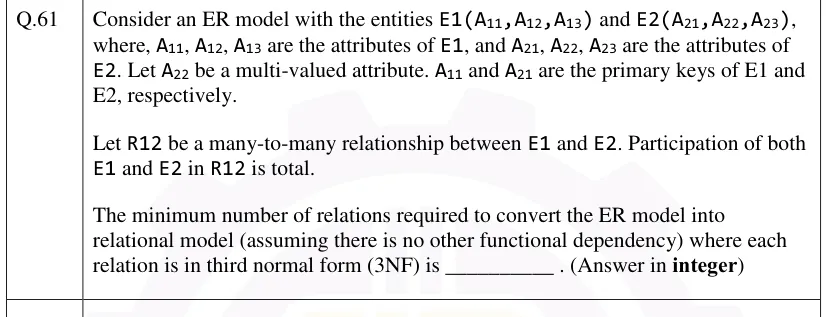 Q.61 Consider an ER model with the entities E1(A₁₁,A₁₂,A₁₃) and E2(A₂₁,A₂₂,A₂₃),
where, A₁₁, A₁₂, A₁₃ are the attributes of E1, and A₂₁, A₂₂, A₂₃ are the attributes of
E2. Let A₂₂ be a multi-valued attribute. A₁₁ and A₂₁ are the primary keys of E1 and
E2, respectively.
Let R12 be a many-to-many relationship between E1 and E2. Participation of both
E1 and E2 in R12 is total.
The minimum number of relations required to convert the ER model into
relational model (assuming there is no other functional dependency) where each
relation is in third normal form (3NF) is __________ . (Answer in integer)